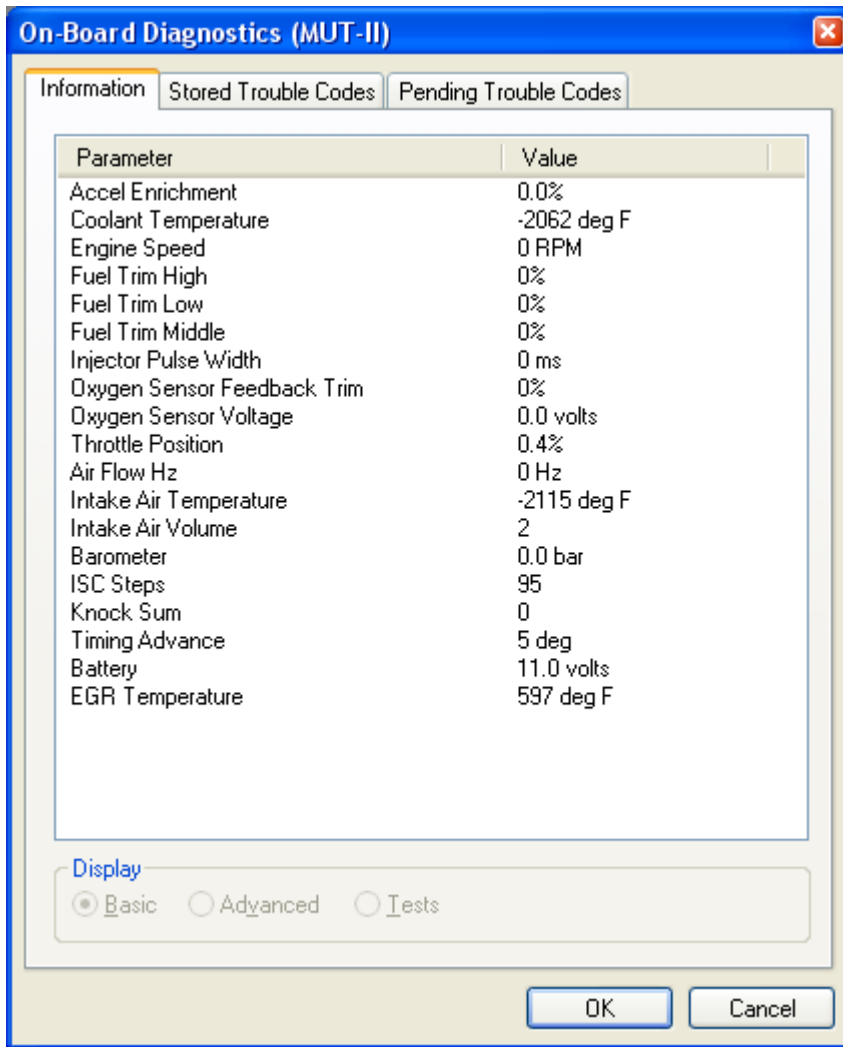 On-Board Diagnostics (MUT-II)
Information Stored Trouble Codes Pending Trouble Codes
Parameter Value
Accel Enrichment 0.0%
Coolant Temperature -2062 deg F
Engine Speed 0 RPM
Fuel Trim High 0%
Fuel Trim Low 0%
Fuel Trim Middle 0%
Injector Pulse Width 0 ms
Oxygen Sensor Feedback Trim 0%
Oxygen Sensor Voltage 0.0 volts
Throttle Position 0.4%
Air Flow Hz 0 Hz
Intake Air Temperature -2115 deg F
Intake Air Volume 2
Barometer 0.0 bar
ISC Steps 95
Knock Sum 0
Timing Advance 5 deg
Battery 11.0 volts
EGR Temperature 597 deg F
Display
Basic Advanced Tests
OK Cancel